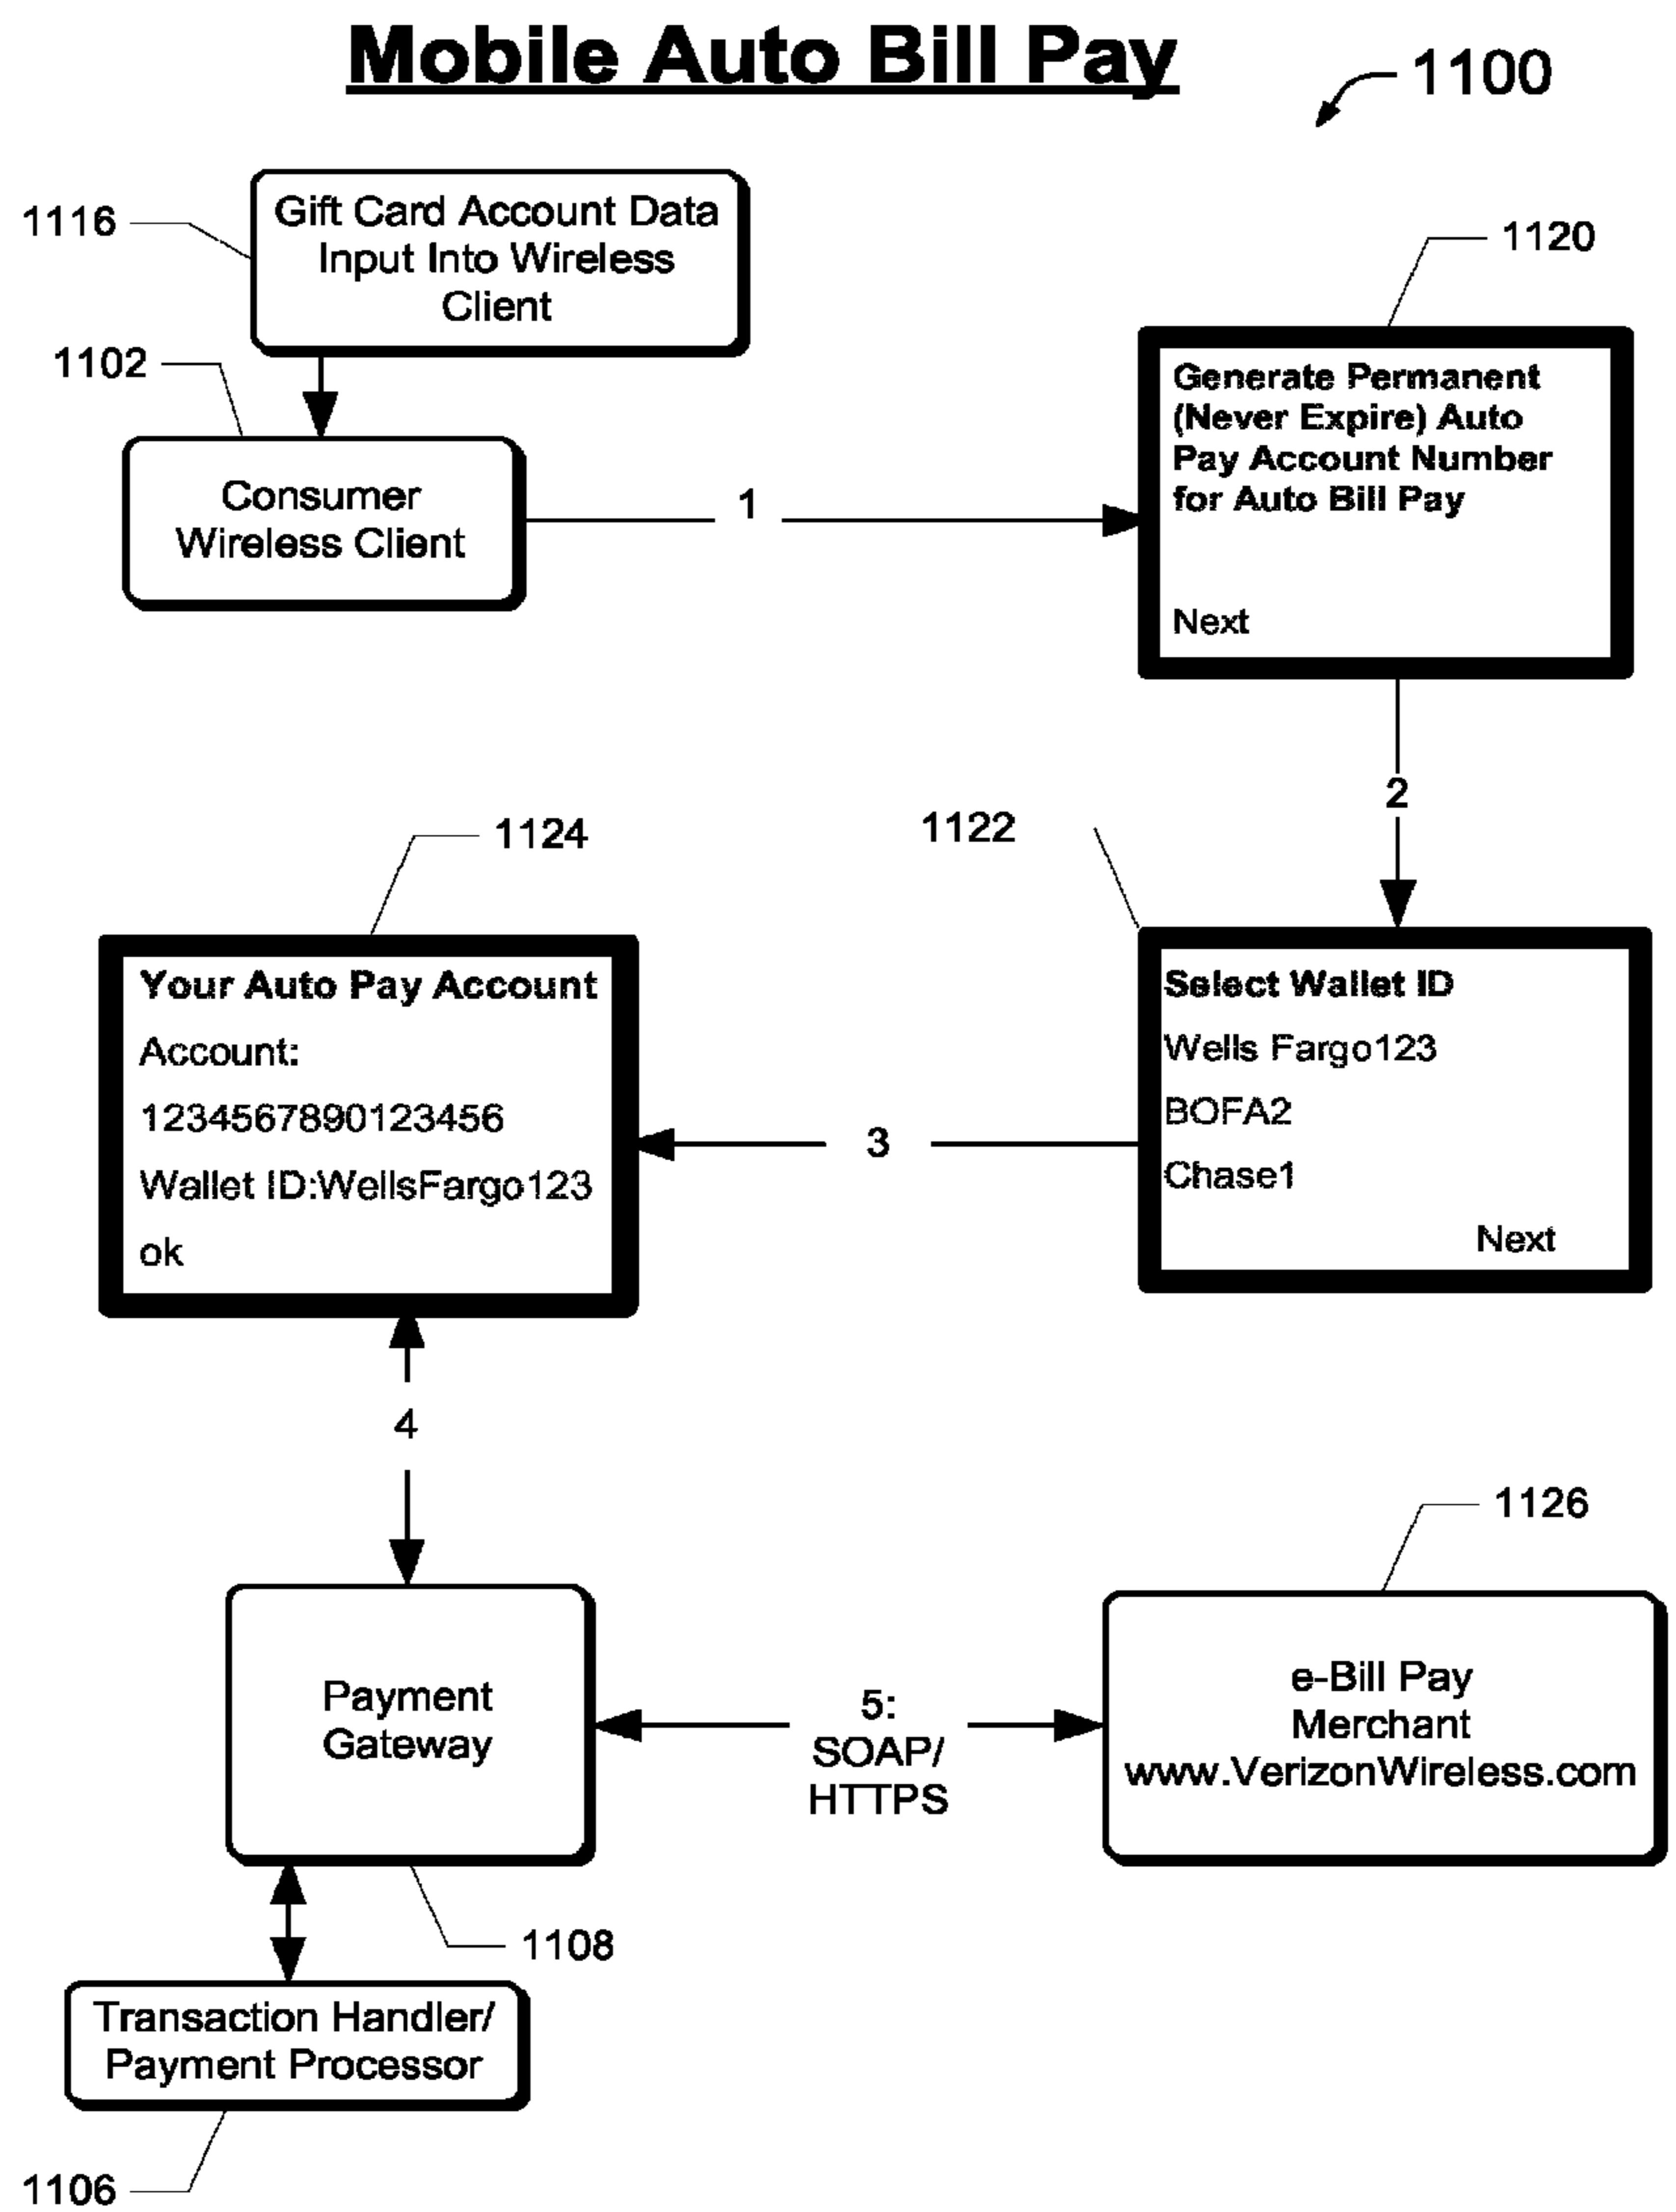 Mobile Auto Bill Pay
1100
1116
Gift Card Account Data
Input Into Wireless
Client
1120
1102
Consumer
Wireless Client
1
Generate Permanent
(Never Expire) Auto
Pay Account Number
for Auto Bill Pay
Next
2
1124
1122
Your Auto Pay Account
Account:
1234567890123456
Wallet ID:WellsFargo123
ok
3
Select Wallet ID
Wells Fargo123
BOFA2
Chase1
Next
4
1126
Payment
Gateway
5:
SOAP/
HTTPS
e-Bill Pay
Merchant
www.VerizonWireless.com
1108
Transaction Handler/
Payment Processor
1106